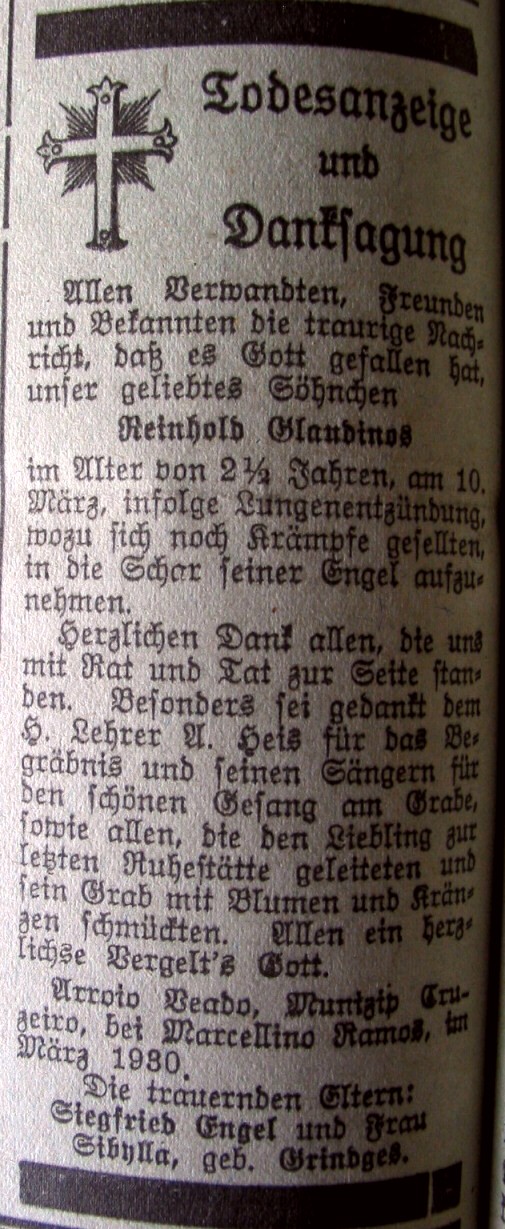 Todesanzeige
und
Danksagung
Allen Verwandten, Freunden
und Bekannten die traurige Nach-
richt, daß es Gott gefallen hat,
unser geliebtes Söhnchen
Reinhold Glaudinos
im Alter von 2½ Jahren, am 10.
März, infolge Lungenentzündung,
wozu sich noch Krämpfe gesellten,
in die Schar seiner Engel aufzu-
nehmen.
Herzlichen Dank allen, die uns
mit Rat und Tat zur Seite stan-
den. Besonders sei gedankt dem
H. Lehrer A. Heis für das Be-
gräbnis und seinen Sängern für
den schönen Gesang am Grabe,
sowie allen, die den Liebling zur
letzten Ruhestätte geleiteten und
sein Grab mit Blumen und Krän-
zen schmückten. Allen ein herz-
lichse Vergelt's Gott.
Arroio Veado, Munizip Cru-
zeiro, bei Marcellino Ramos, im
März 1930.
Die trauernden Eltern:
Siegfried Engel und Frau
Sibylla, geb. Grindges.